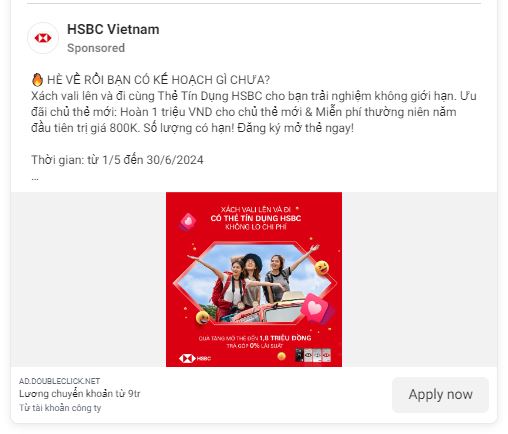 HSBC Vietnam
Sponsored
🔥 HÈ VỀ RỒI BẠN CÓ KẾ HOẠCH GÌ CHƯA?
Xách vali lên và đi cùng Thẻ Tín Dụng HSBC cho bạn trải nghiệm không giới hạn. Ưu
đãi chủ thẻ mới: Hoàn 1 triệu VND cho chủ thẻ mới & Miễn phí thường niên năm
đầu tiên trị giá 800K. Số lượng có hạn! Đăng ký mở thẻ ngay!
Thời gian: từ 1/5 đến 30/6/2024
...
XÁCH VALI LÊN VÀ ĐI
CÓ THẺ TÍN DỤNG HSBC
KHÔNG LO CHI PHÍ
QUÀ TẶNG MỞ THẺ ĐẾN 1,8 TRIỆU ĐỒNG
TRẢ GÓP 0% LÃI SUẤT
HSBC
AD.DOUBLECLICK.NET
Lương chuyển khoản từ 9tr
Từ tài khoản công ty
Apply now